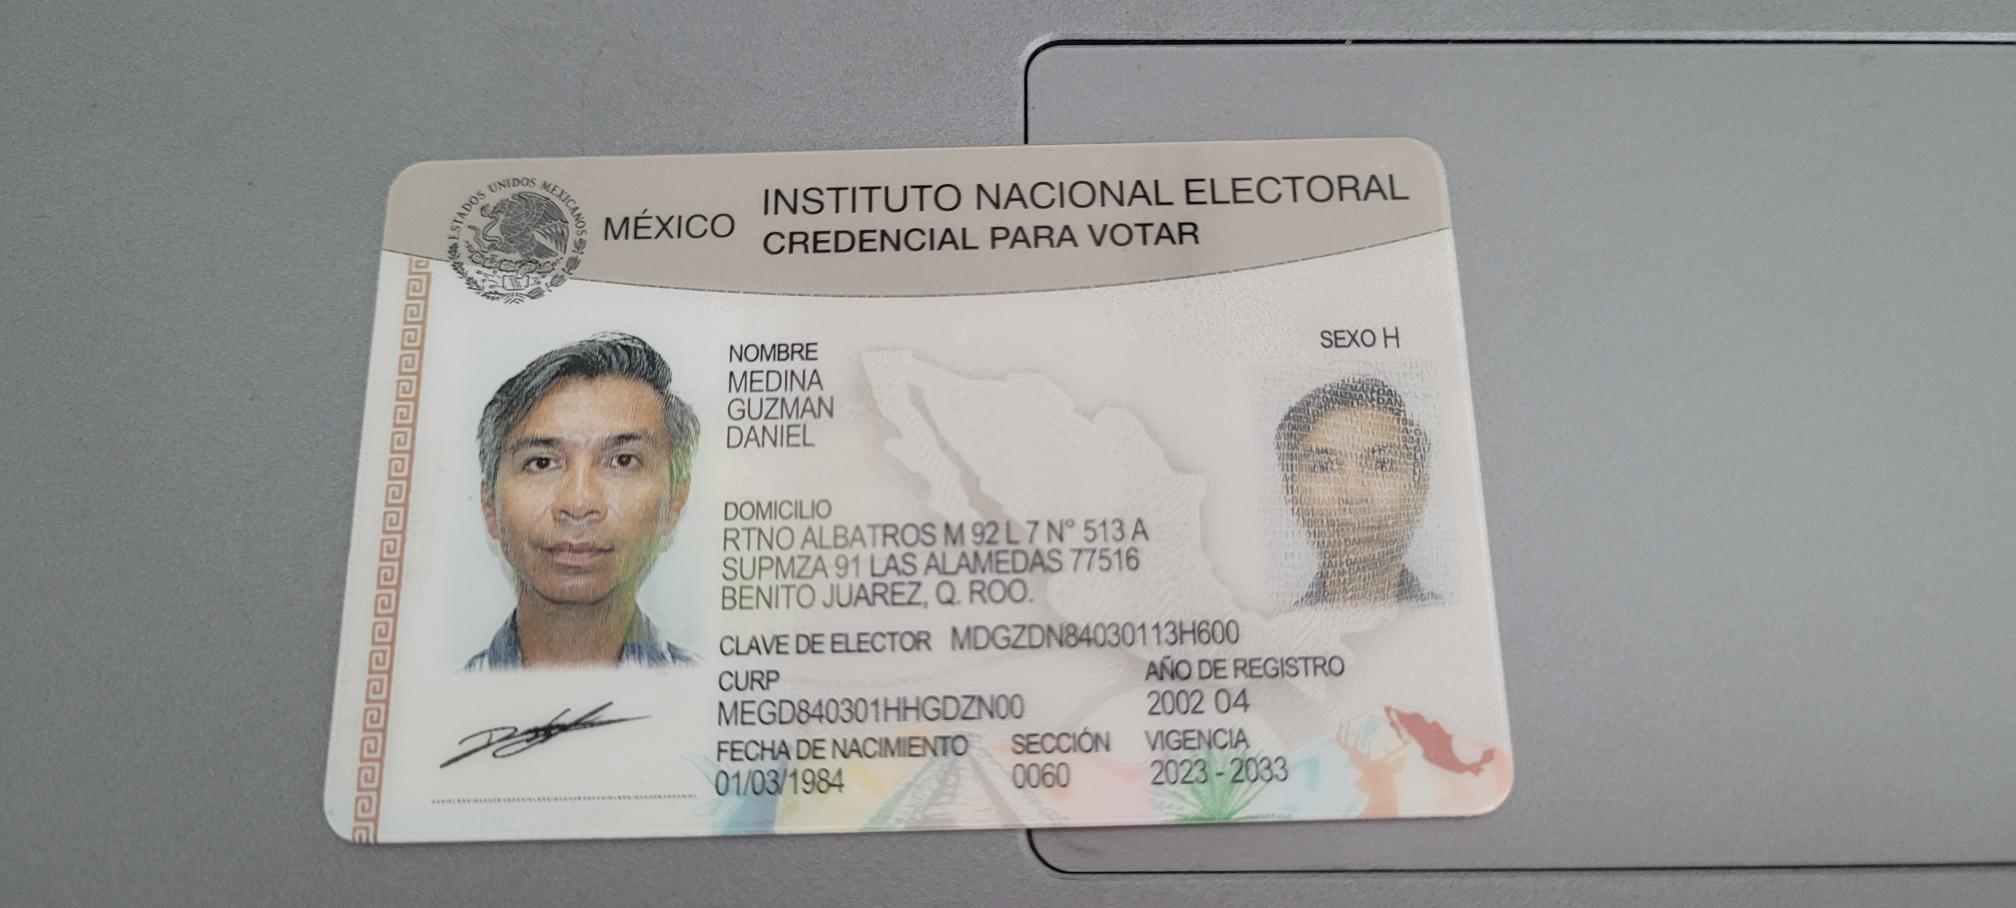 ESTADOS UNIDOS MEXICANOS
MÉXICO INSTITUTO NACIONAL ELECTORAL
CREDENCIAL PARA VOTAR
NOMBRE
MEDINA
GUZMAN
DANIEL
SEXO H
DOMICILIO
RTNO ALBATROS M 92 L 7 N° 513 A
SUPMZA 91 LAS ALAMEDAS 77516
BENITO JUAREZ, Q. ROO.
CLAVE DE ELECTOR MDGZDN84030113H600
CURP AÑO DE REGISTRO
MEGD840301HHGDZN00 2002 04
FECHA DE NACIMIENTO SECCIÓN VIGENCIA
01/03/1984 0060 2023 - 2033